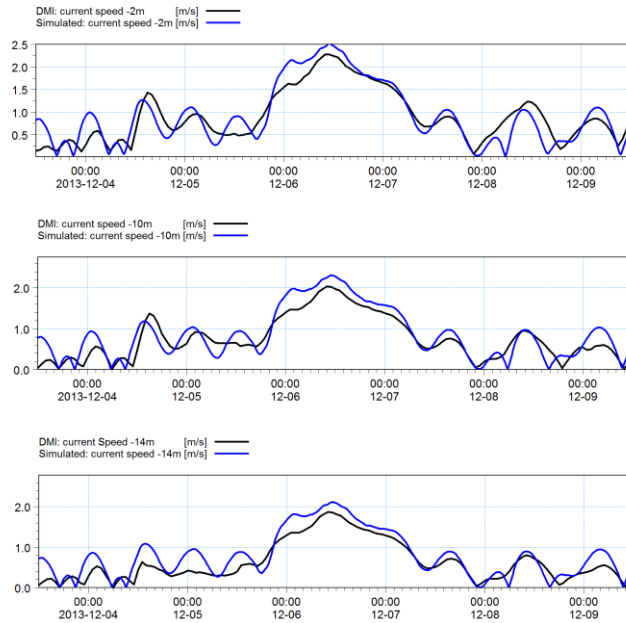 DMI: current speed -2m [m/s]
Simulated: current speed -2m [m/s]
2.5
2.0
1.5
1.0
0.5
00:00 00:00 00:00 00:00 00:00 00:00
2013-12-04 12-05 12-06 12-07 12-08 12-09
DMI: current speed -10m [m/s]
Simulated: current speed -10m [m/s]
2.0
1.0
0.0
00:00 00:00 00:00 00:00 00:00 00:00
2013-12-04 12-05 12-06 12-07 12-08 12-09
DMI: current Speed -14m [m/s]
Simulated: current speed -14m [m/s]
2.0
1.0
0.0
00:00 00:00 00:00 00:00 00:00 00:00
2013-12-04 12-05 12-06 12-07 12-08 12-09